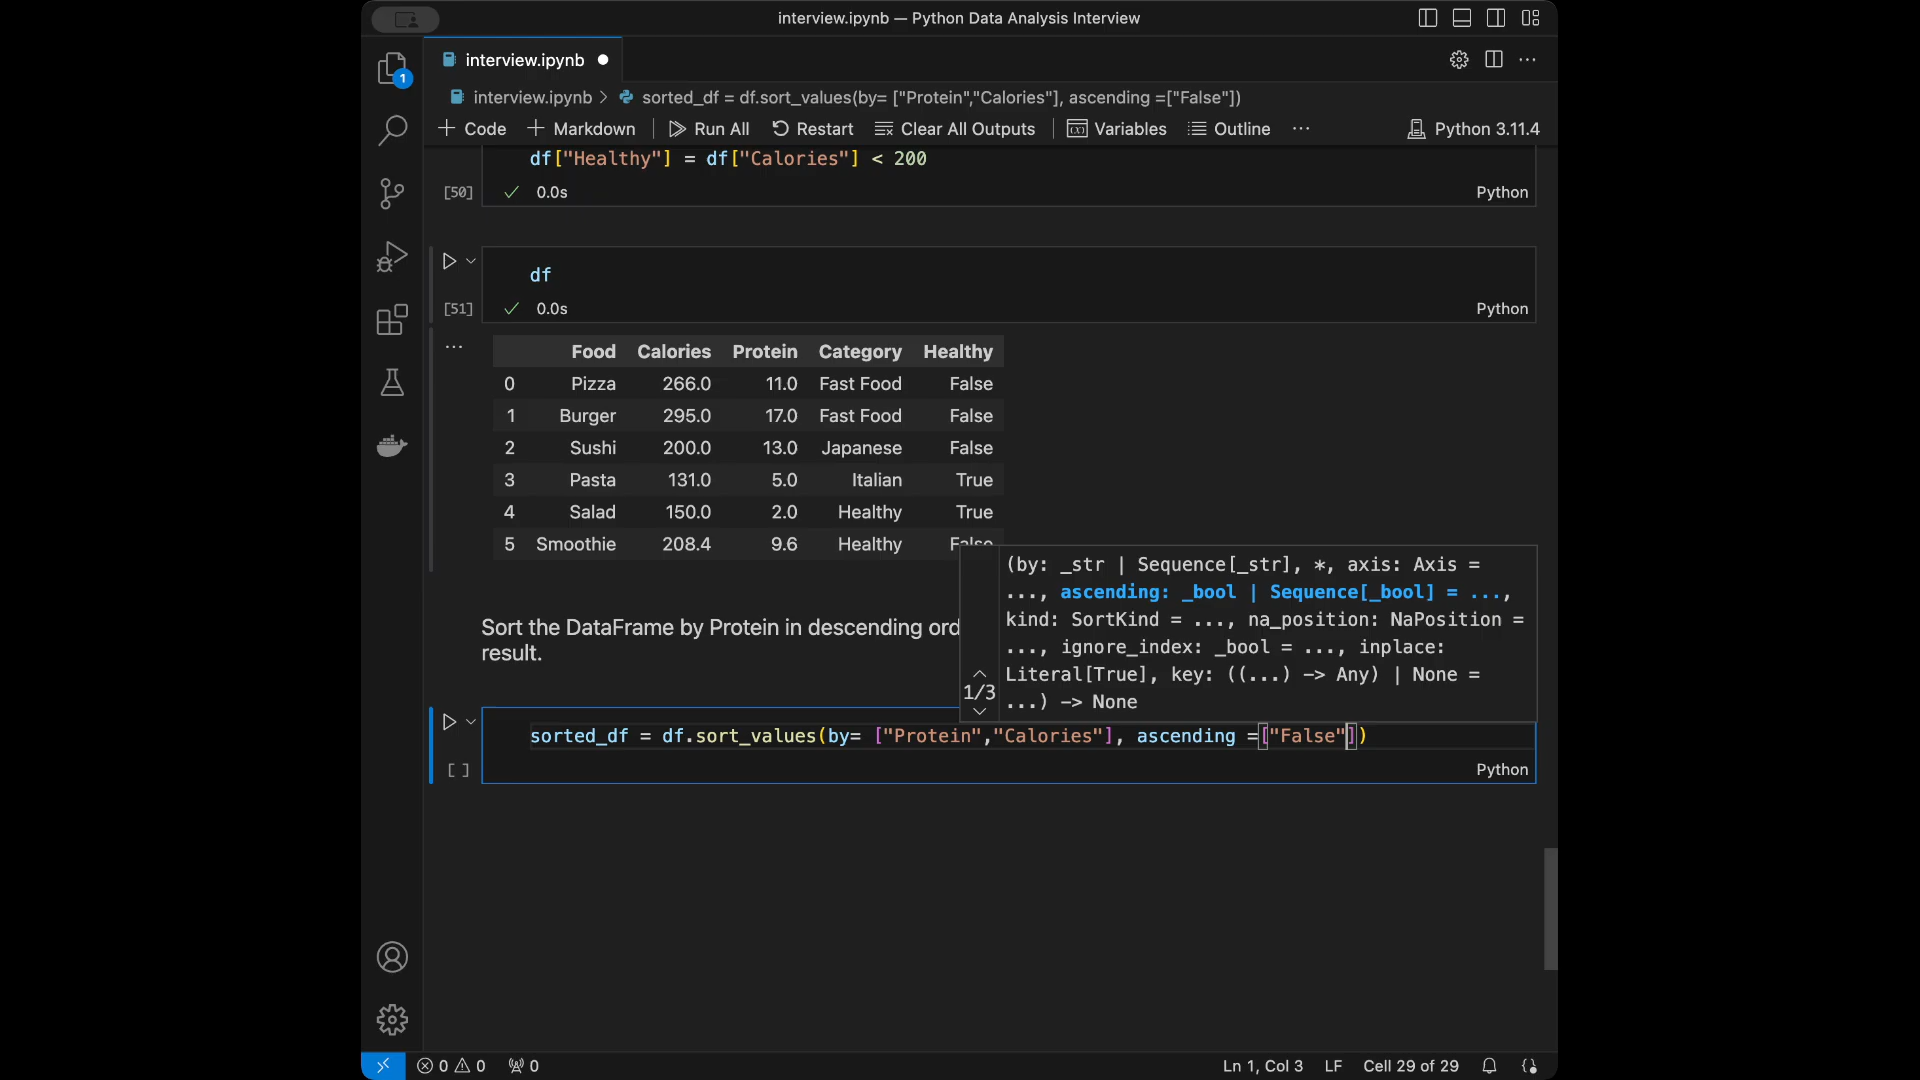 interview.ipynb — Python Data Analysis Interview
interview.ipynb
1
interview.ipynb > sorted_df = df.sort_values(by= ["Protein","Calories"], ascending =["False"])
+ Code + Markdown Run All Restart Clear All Outputs Variables Outline ... Python 3.11.4
df["Healthy"] = df["Calories"] < 200
[50] ✓ 0.0s Python
df
[51] ✓ 0.0s Python
...
Food Calories Protein Category Healthy
0 Pizza 266.0 11.0 Fast Food False
1 Burger 295.0 17.0 Fast Food False
2 Sushi 200.0 13.0 Japanese False
3 Pasta 131.0 5.0 Italian True
4 Salad 150.0 2.0 Healthy True
5 Smoothie 208.4 9.6 Healthy False
(by: _str | Sequence[_str], *, axis: Axis =
..., ascending: _bool | Sequence[_bool] = ...,
kind: SortKind = ..., na_position: NaPosition =
..., ignore_index: _bool = ..., inplace:
Literal[True], key: ((...) -> Any) | None =
...) -> None
1/3
Sort the DataFrame by Protein in descending ord
result.
sorted_df = df.sort_values(by= ["Protein","Calories"], ascending =["False"])
[ ] Python
0 0 0 Ln 1, Col 3 LF Cell 29 of 29